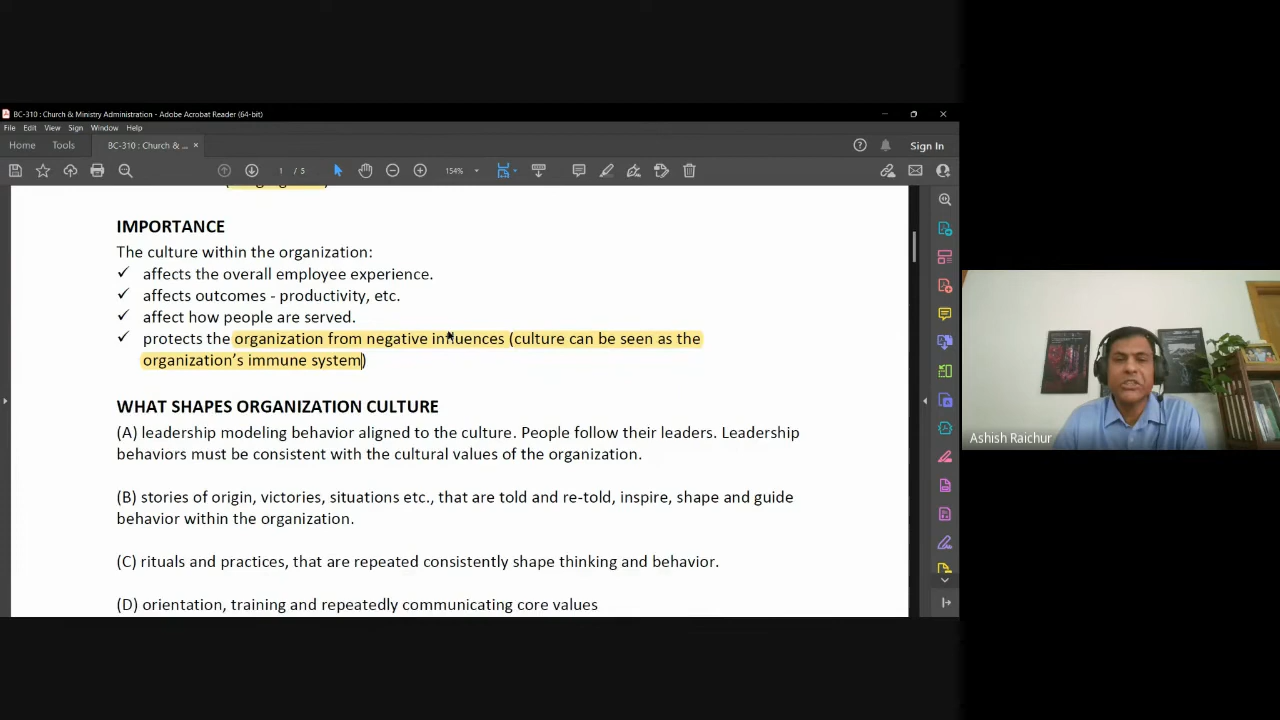 BC-310 : Church & Ministry Administration - Adobe Acrobat Reader (64-bit)
File Edit View Sign Window Help
Home Tools BC-310 : Church & ... × Sign In
1 / 5 154%
IMPORTANCE
The culture within the organization:
✓ affects the overall employee experience.
✓ affects outcomes - productivity, etc.
✓ affect how people are served.
✓ protects the organization from negative influences (culture can be seen as the
organization's immune system)
WHAT SHAPES ORGANIZATION CULTURE
(A) leadership modeling behavior aligned to the culture. People follow their leaders. Leadership
behaviors must be consistent with the cultural values of the organization.
(B) stories of origin, victories, situations etc., that are told and re-told, inspire, shape and guide
behavior within the organization.
(C) rituals and practices, that are repeated consistently shape thinking and behavior.
(D) orientation, training and repeatedly communicating core values
Ashish Raichur